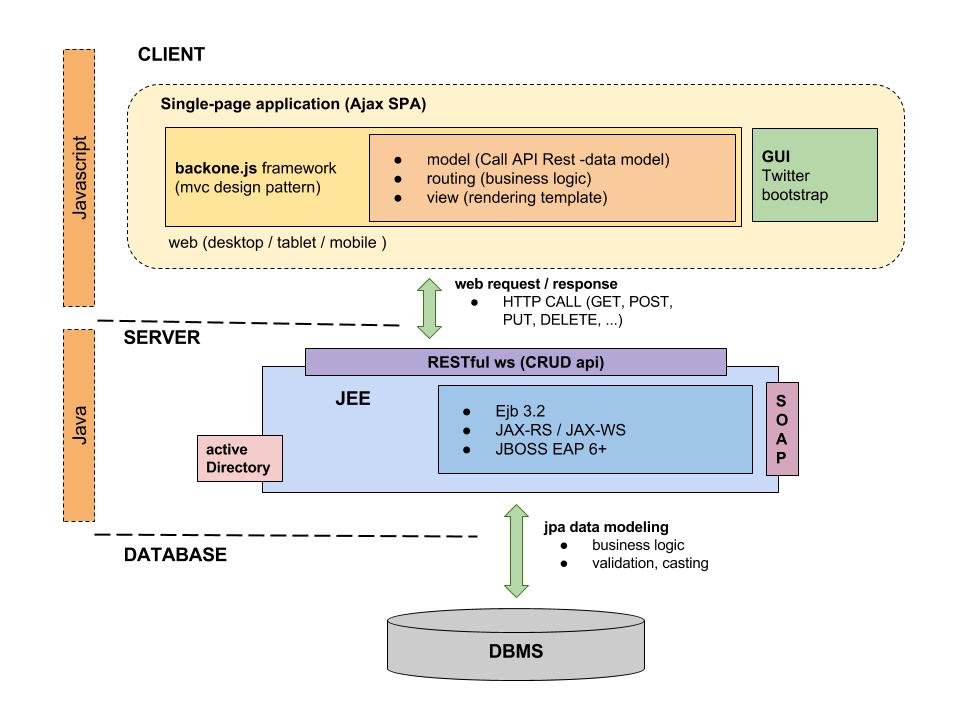 CLIENT
Single-page application (Ajax SPA)
Javascript
backone.js framework
(mvc design pattern)
● model (Call API Rest -data model)
● routing (business logic)
● view (rendering template)
GUI
Twitter
bootstrap
web (desktop / tablet / mobile )
web request / response
● HTTP CALL (GET, POST,
PUT, DELETE, ...)
SERVER
RESTful ws (CRUD api)
Java
JEE
● Ejb 3.2
● JAX-RS / JAX-WS
● JBOSS EAP 6+
S
O
A
P
active
Directory
jpa data modeling
● business logic
● validation, casting
DATABASE
DBMS